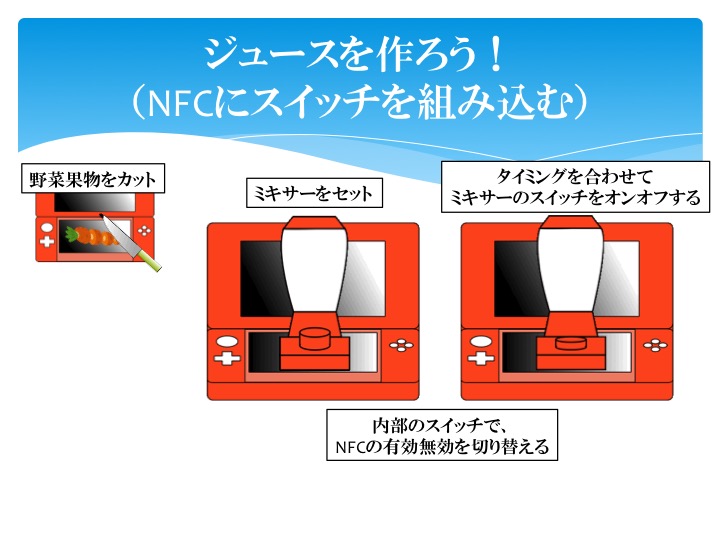 ジュースを作ろう！
（NFCにスイッチを組み込む）
野菜果物をカット
ミキサーをセット
タイミングを合わせて
ミキサーのスイッチをオンオフする
内部のスイッチで、
NFCの有効無効を切り替える